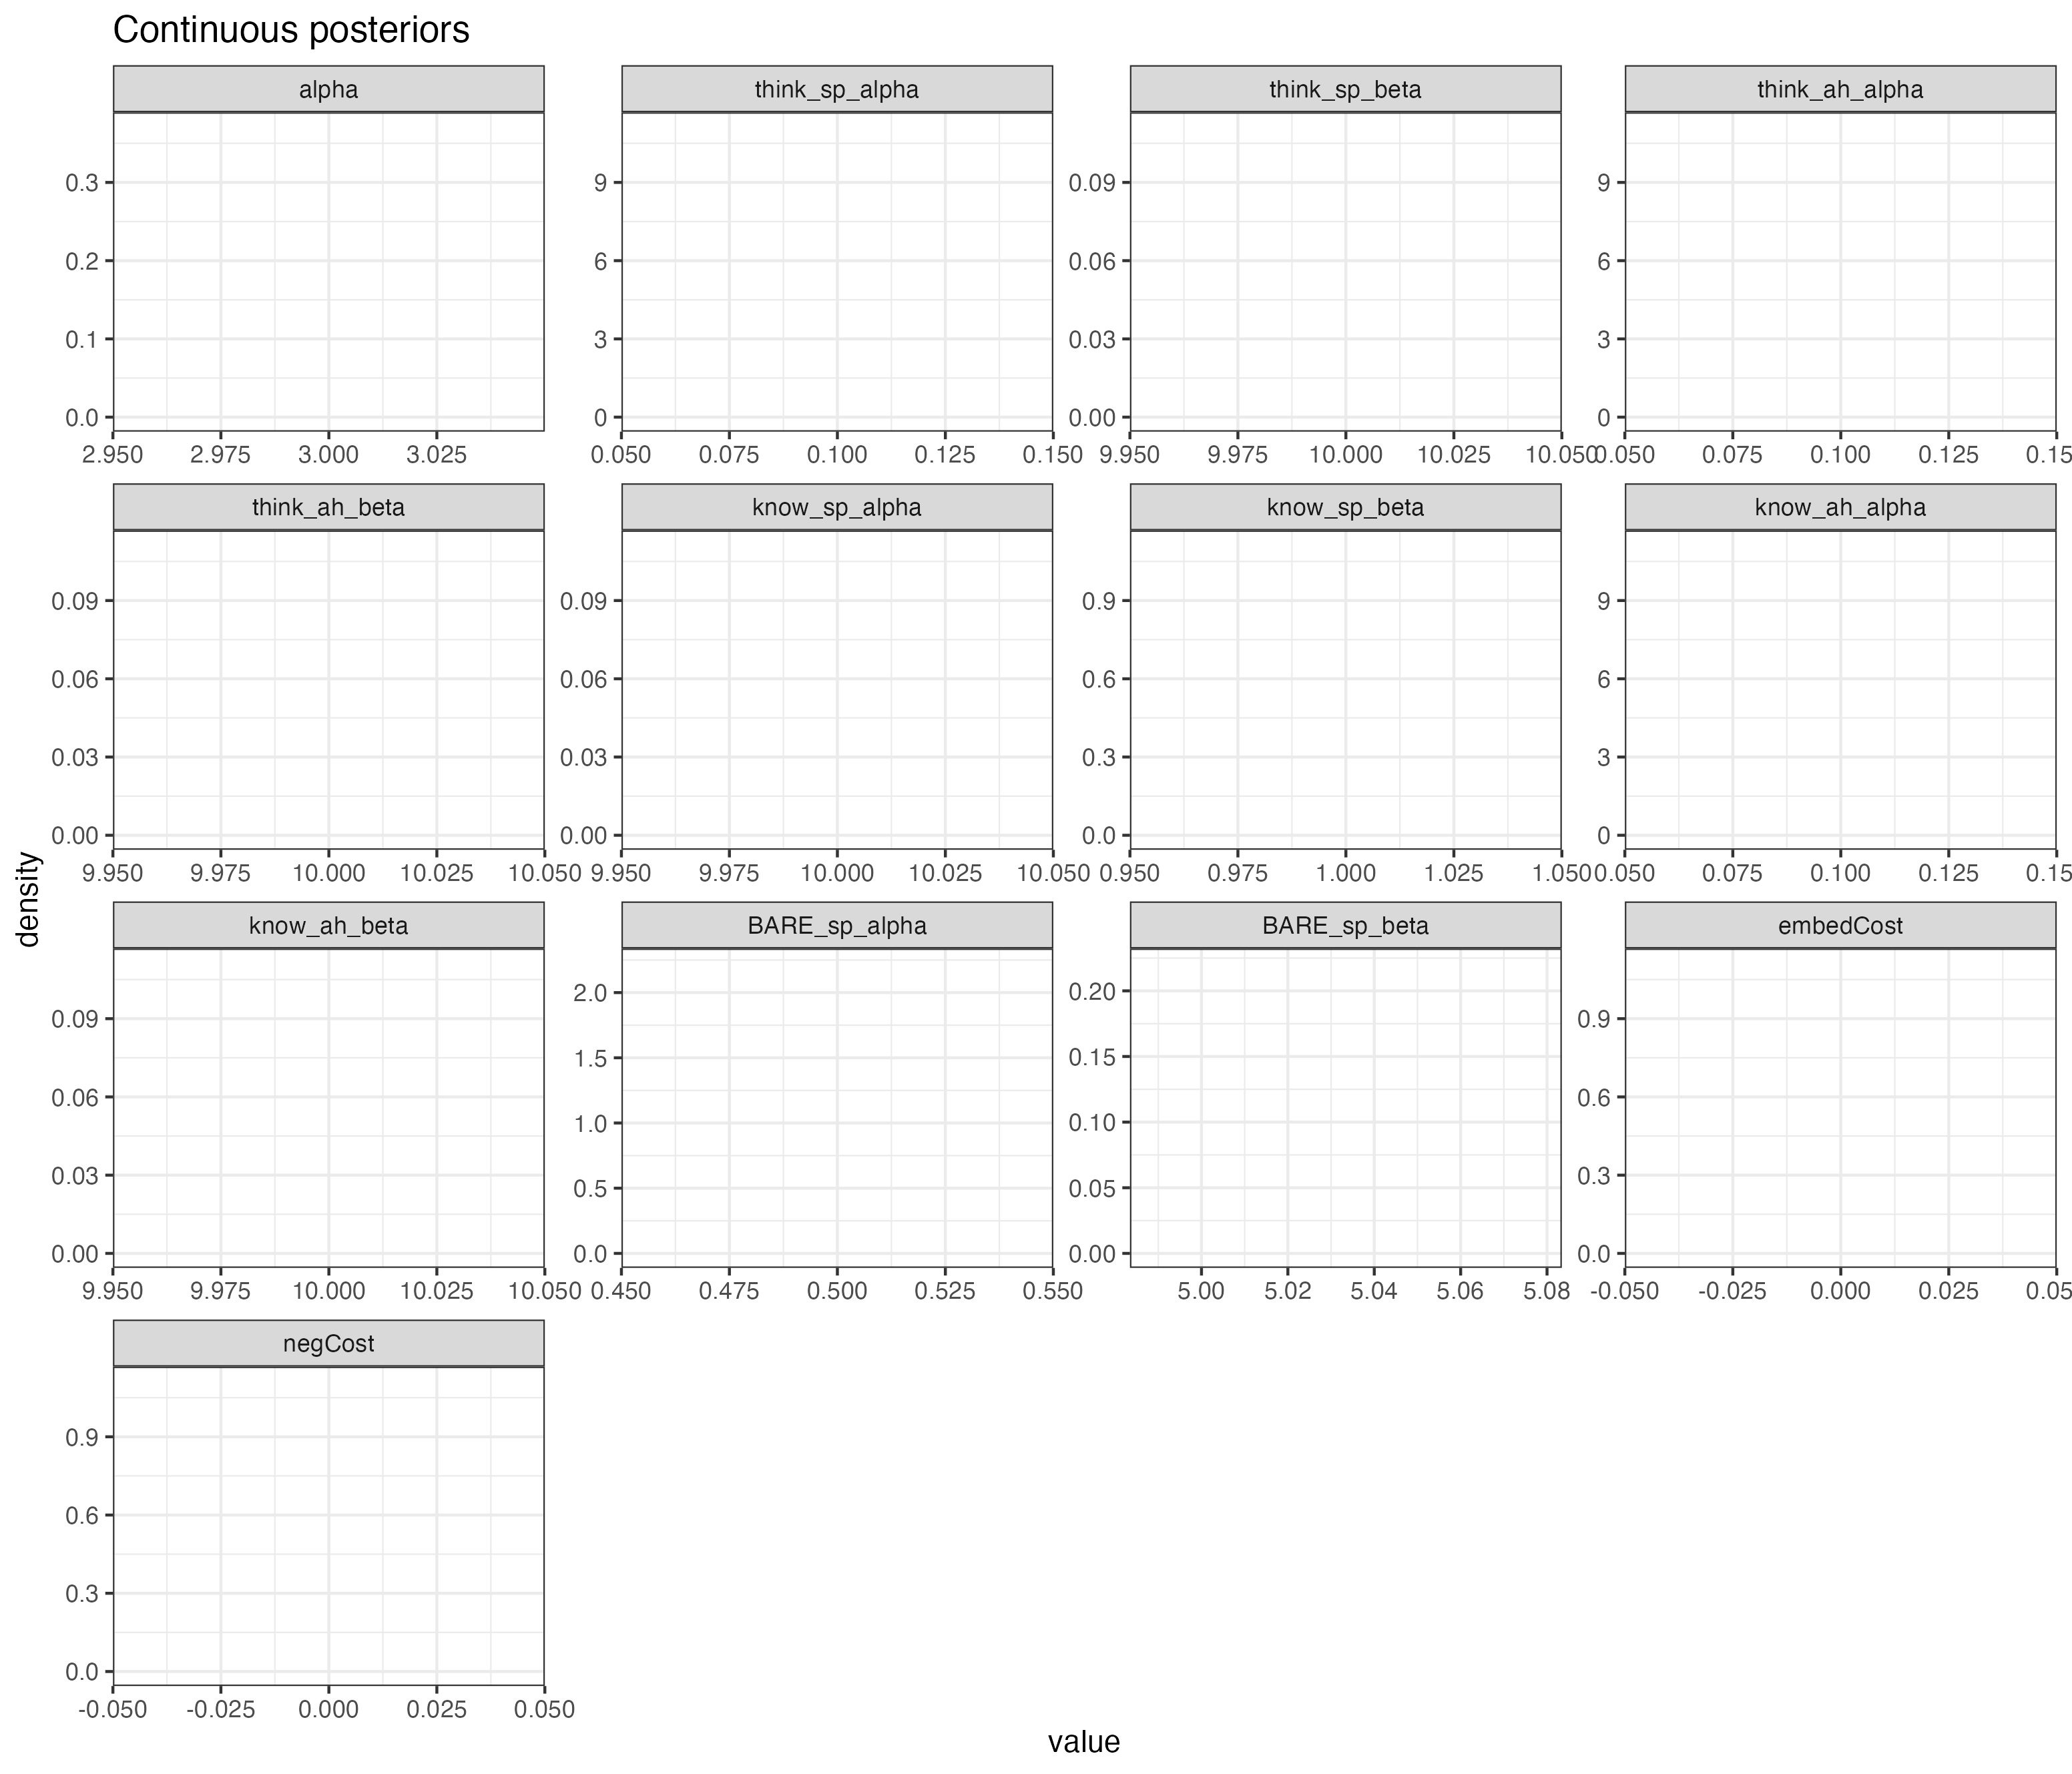 Continuous posteriors
alpha think_sp_alpha think_sp_beta think_ah_alpha
0.3 9 0.09 9
0.2 6 0.06 6
0.1 3 0.03 3
0.0 0 0.00 0
2.950 2.975 3.000 3.025 0.050 0.075 0.100 0.125 0.150 9.950 9.975 10.000 10.025 10.050 0.050 0.075 0.100 0.125 0.15
think_ah_beta know_sp_alpha know_sp_beta know_ah_alpha
0.09 0.09 0.9 9
0.06 0.06 0.6 6
0.03 0.03 0.3 3
0.00 0.00 0.0 0
9.950 9.975 10.000 10.025 10.050 9.950 9.975 10.000 10.025 10.050 0.950 0.975 1.000 1.025 1.050 0.050 0.075 0.100 0.125 0.15
density
know_ah_beta BARE_sp_alpha BARE_sp_beta embedCost
0.09 2.0 0.20 0.9
0.06 1.5 0.15 0.6
0.03 1.0 0.10 0.3
0.00 0.5 0.05 0.0
0.0 0.00
9.950 9.975 10.000 10.025 10.050 0.450 0.475 0.500 0.525 0.550 5.00 5.02 5.04 5.06 5.08 -0.050 -0.025 0.000 0.025 0.05
negCost
0.9
0.6
0.3
0.0
-0.050 -0.025 0.000 0.025 0.050
value